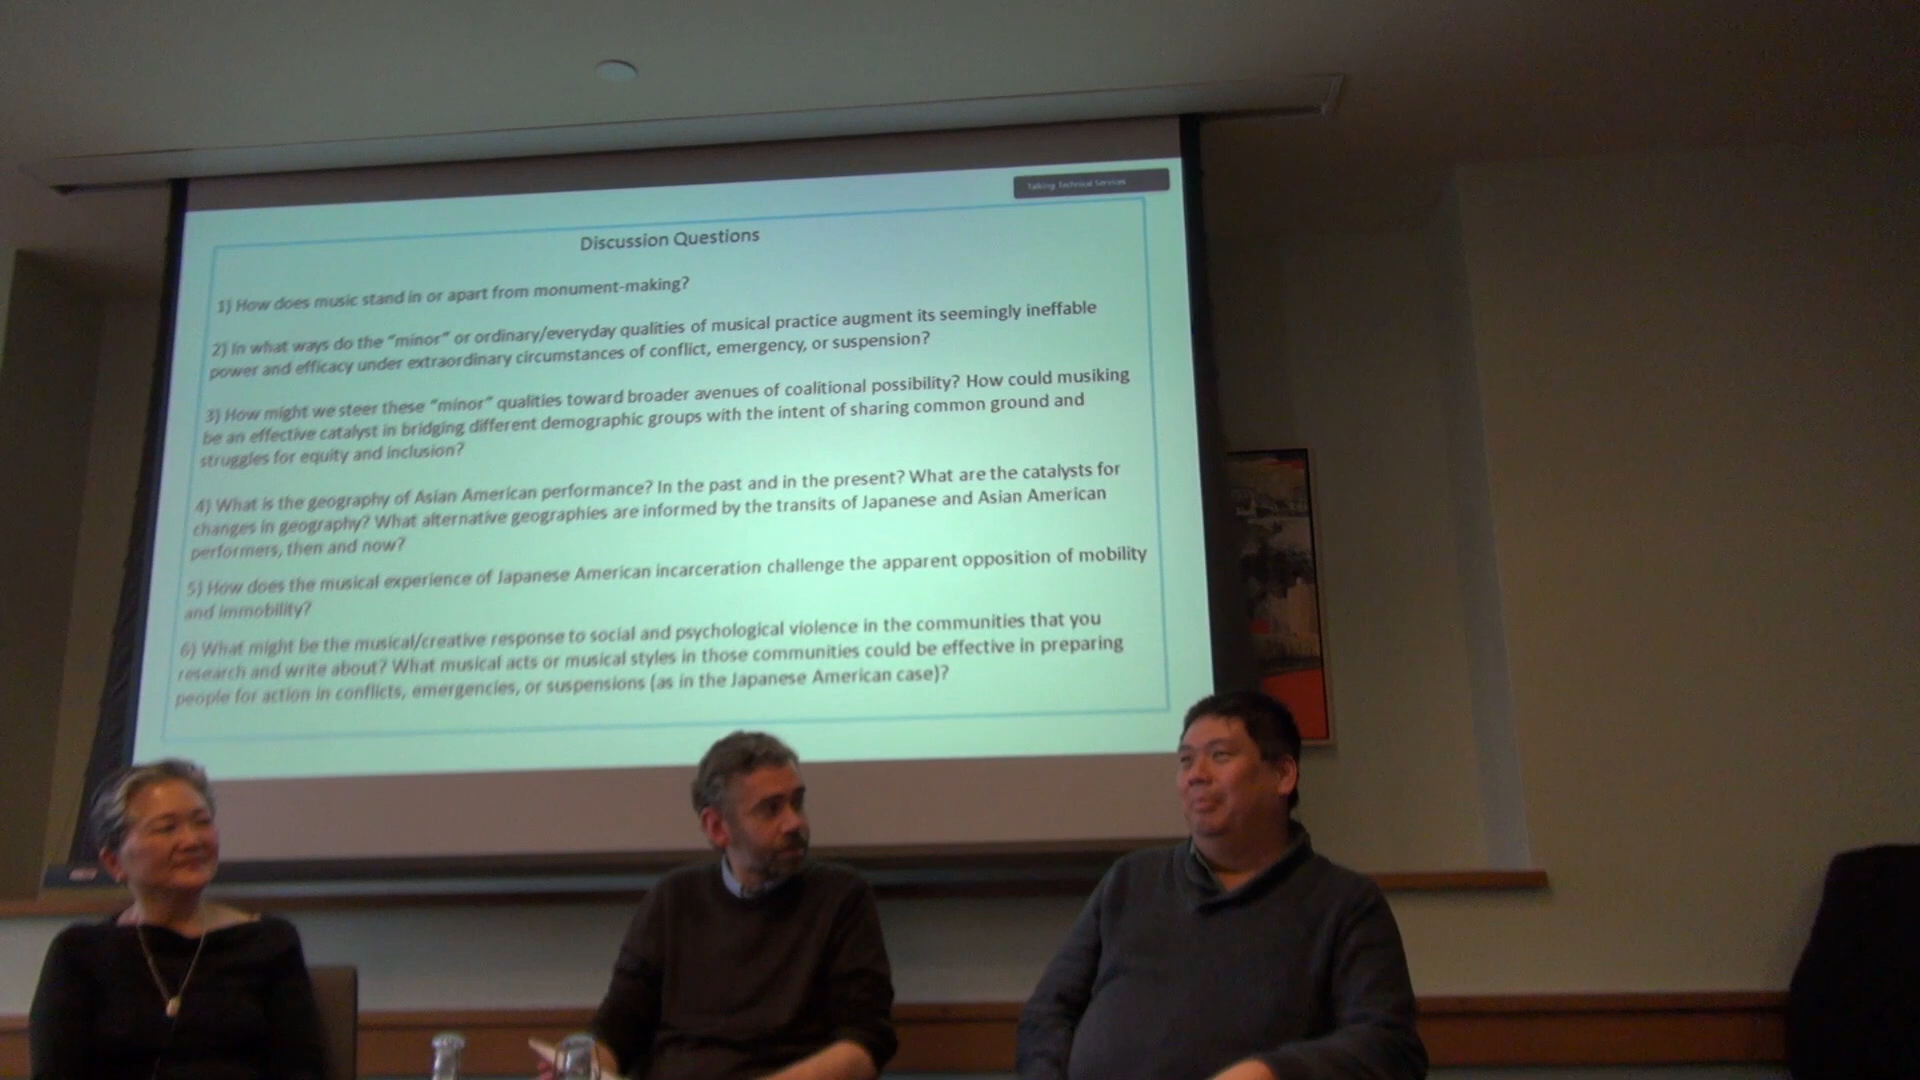 Talking: Technical Services
Discussion Questions
1) How does music stand in or apart from monument-making?
2) In what ways do the “minor” or ordinary/everyday qualities of musical practice augment its seemingly ineffable
power and efficacy under extraordinary circumstances of conflict, emergency, or suspension?
3) How might we steer these “minor” qualities toward broader avenues of coalitional possibility? How could musiking
be an effective catalyst in bridging different demographic groups with the intent of sharing common ground and
struggles for equity and inclusion?
4) What is the geography of Asian American performance? In the past and in the present? What are the catalysts for
changes in geography? What alternative geographies are informed by the transits of Japanese and Asian American
performers, then and now?
5) How does the musical experience of Japanese American incarceration challenge the apparent opposition of mobility
and immobility?
6) What might be the musical/creative response to social and psychological violence in the communities that you
research and write about? What musical acts or musical styles in those communities could be effective in preparing
people for action in conflicts, emergencies, or suspensions (as in the Japanese American case)?